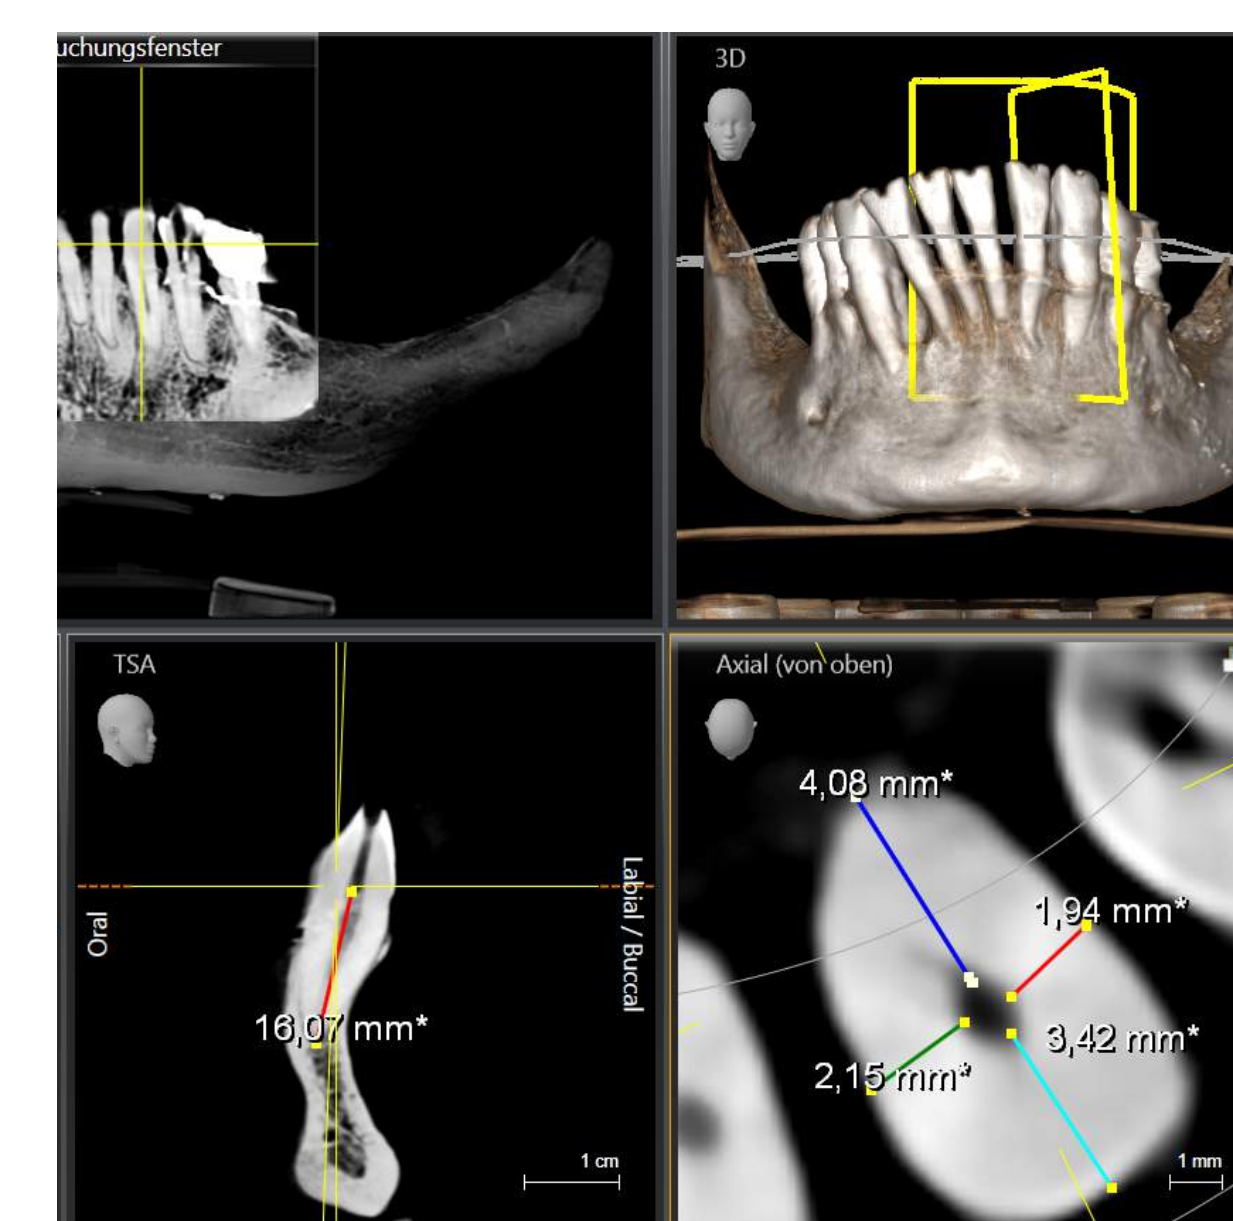 uchungsfenster
3D
TSA
Oral
Labial / Buccal
16,07 mm*
1 cm
Axial (von oben)
4,08 mm*
1,94 mm*
3,42 mm*
2,15 mm*
1 mm